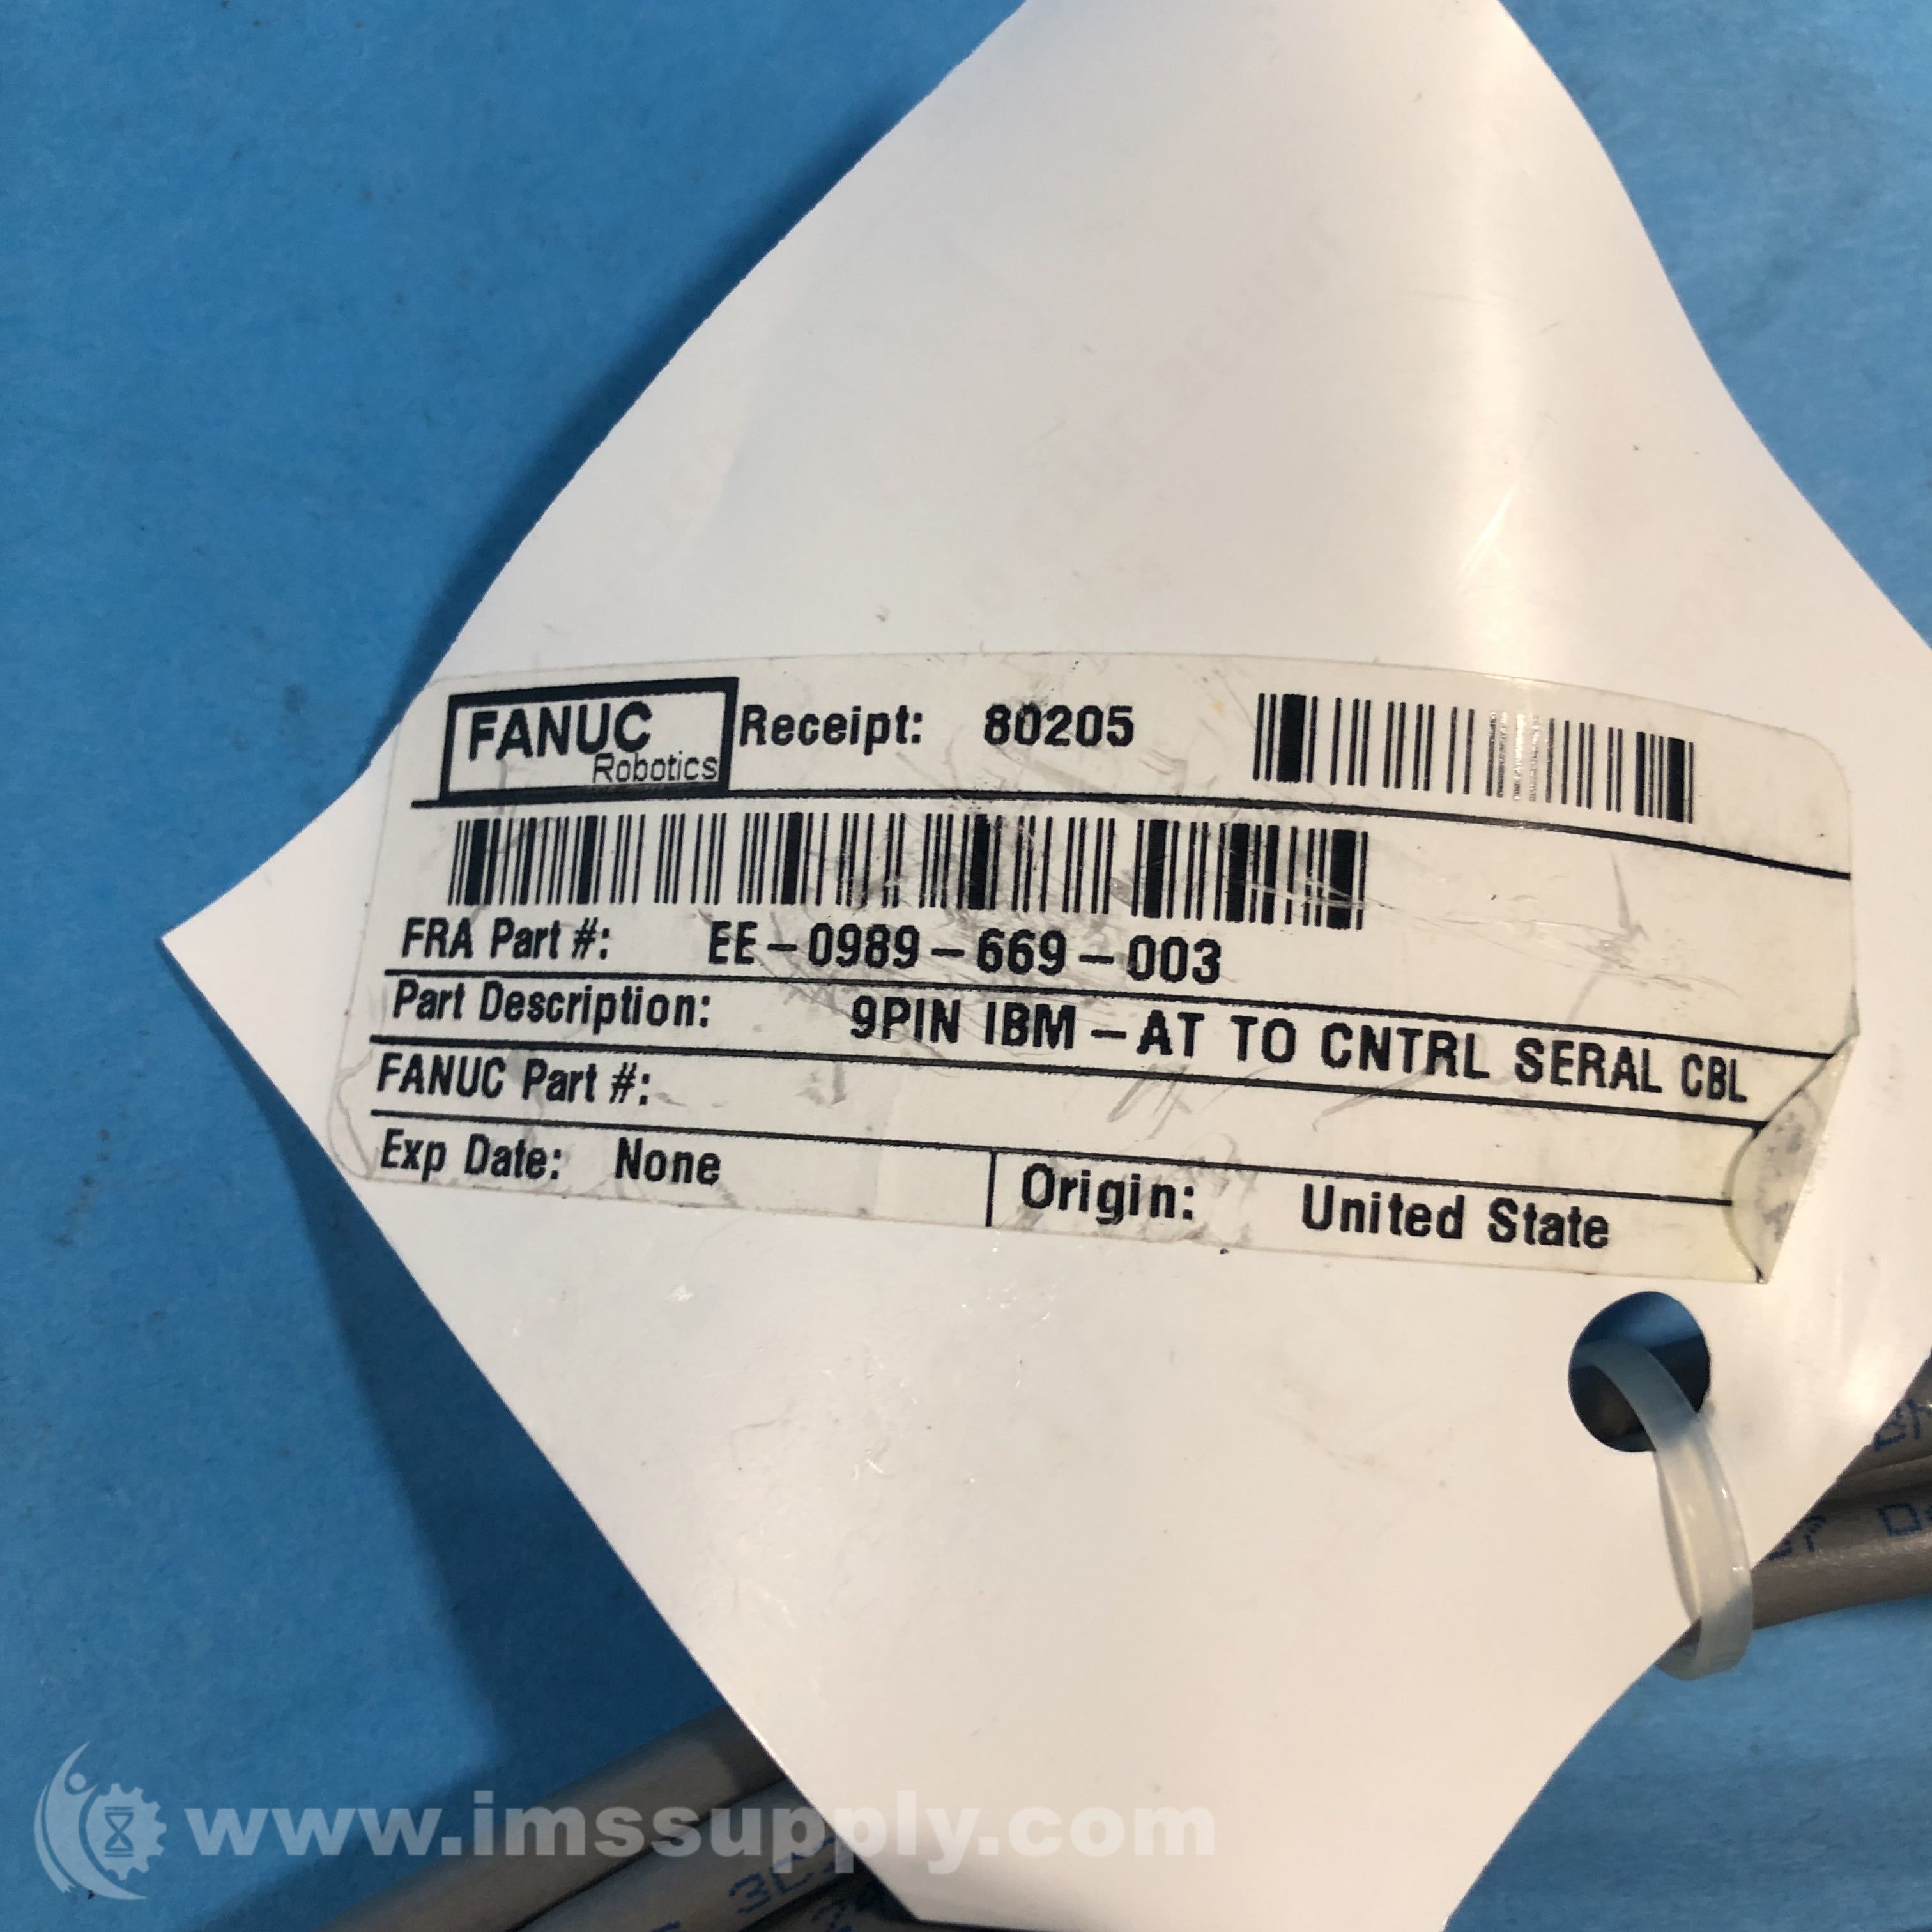 FANUC
Robotics
Receipt: 80205
FRA Part #: EE-0989-669-003
Part Description: 9PIN IBM-AT TO CNTRL SERAL CBL
FANUC Part #:
Exp Date: None
Origin: United State
www.imssupply.com